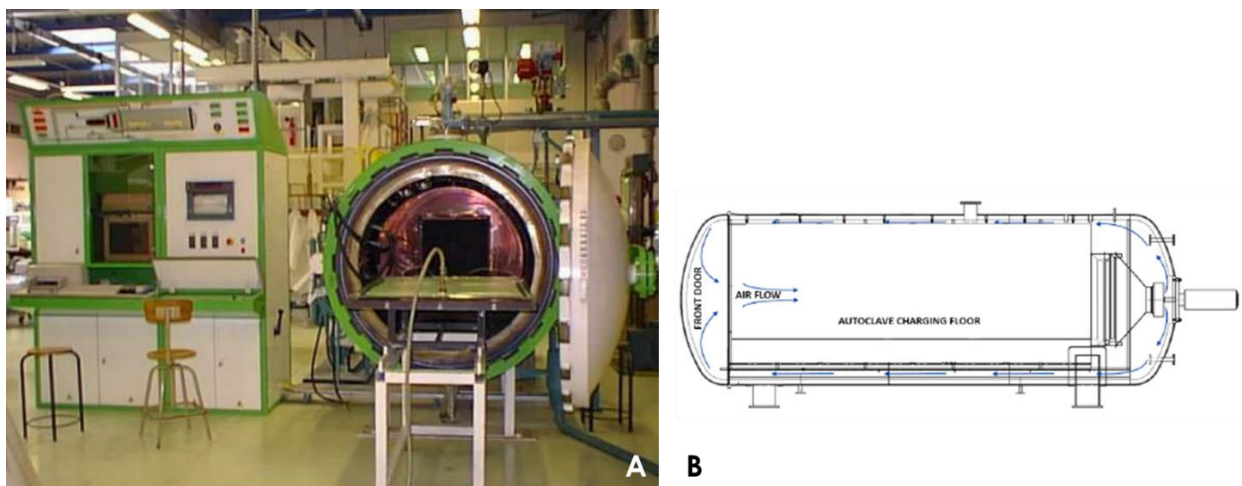 A
B
FRONT DOOR
AIR FLOW
AUTOCLAVE CHARGING FLOOR